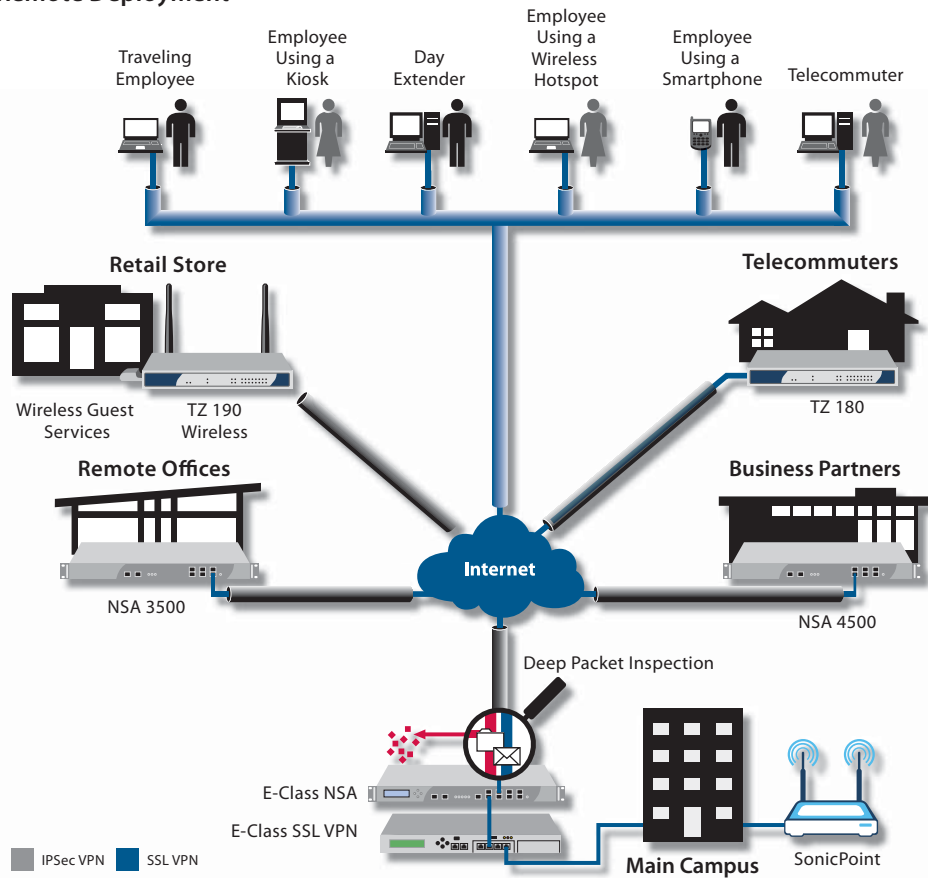 Remote Deployment
Traveling
Employee
Employee
Using a
Kiosk
Day
Extender
Employee
Using a
Wireless
Hotspot
Employee
Using a
Smartphone
Telecommuter
Retail Store
Telecommuters
Wireless Guest
Services
TZ 190
Wireless
TZ 180
Remote Offices
Business Partners
Internet
NSA 3500
NSA 4500
Deep Packet Inspection
E-Class NSA
E-Class SSL VPN
IPSec VPN
SSL VPN
Main Campus
SonicPoint